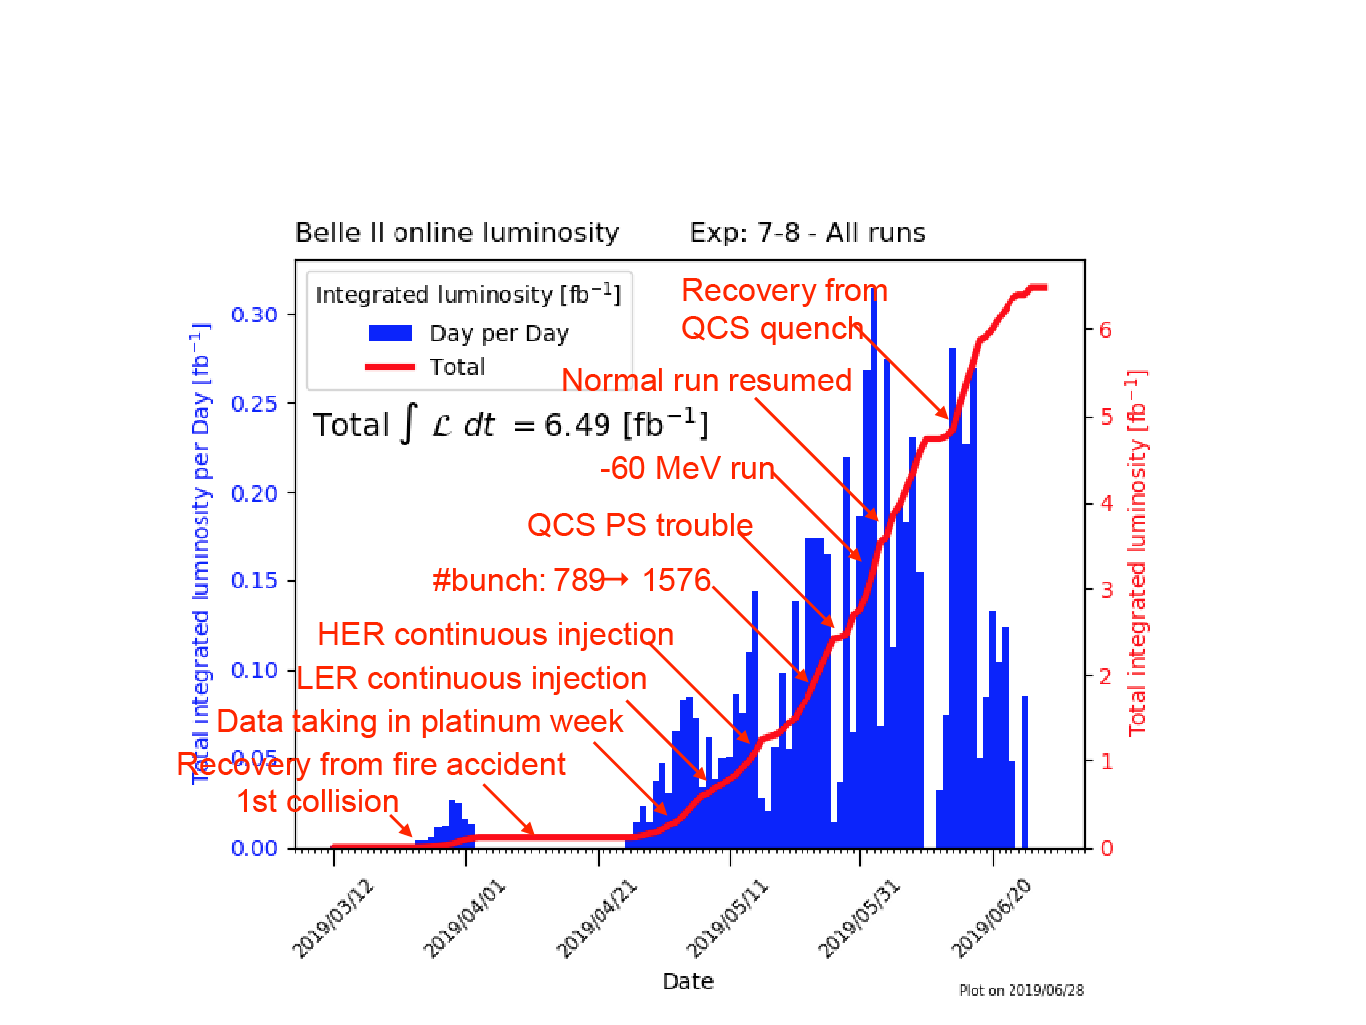 Belle II online luminosity Exp: 7-8 - All runs
Integrated luminosity [fb⁻¹]
Day per Day
Total
Total ∫ ℒ dt = 6.49 [fb⁻¹]
Recovery from
QCS quench
Normal run resumed
-60 MeV run
QCS PS trouble
#bunch: 789→ 1576
HER continuous injection
LER continuous injection
Data taking in platinum week
Recovery from fire accident
1st collision
Total integrated luminosity per Day [fb⁻¹]
0.30
0.25
0.20
0.15
0.10
0.05
0.00
Total integrated luminosity [fb⁻¹]
6
5
4
3
2
1
0
2019/03/12
2019/04/01
2019/04/21
2019/05/11
2019/05/31
2019/06/20
Date
Plot on 2019/06/28